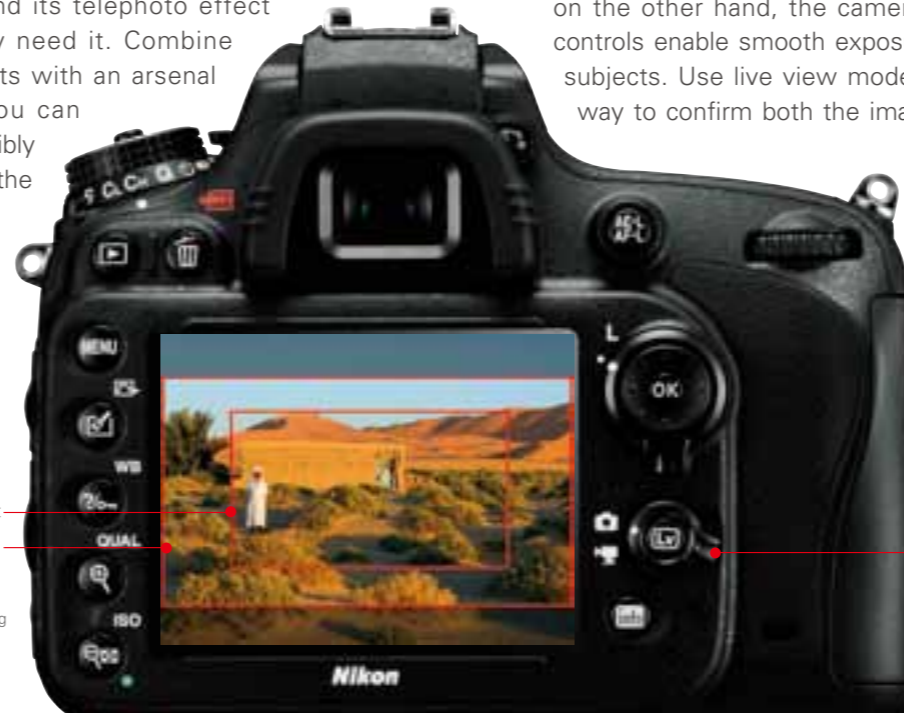 nd its telephoto effect
y need it. Combine
ts with an arsenal
ou can
ibly
the
on the other hand, the camer
controls enable smooth expos
subjects. Use live view mode
way to confirm both the ima
AE-L
AF-L
MENU
WB
QUAL
ISO
L
OK
Lv
info
g
Nikon